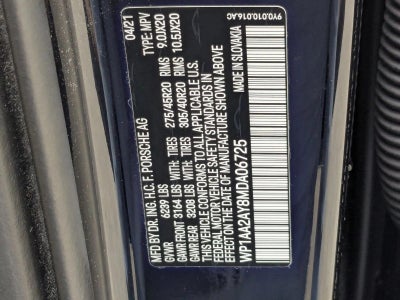 MFD BY DR. ING. H.C. F. PORSCHE AG 04/21
GVWR 6239 LBS TYPE: MPV
GAWR FRONT 3164 LBS WITH: TIRES 275/45R20 RIMS 9.0JX20
GAWR REAR 3208 LBS WITH: TIRES 305/40R20 RIMS 10.5JX20
THIS VEHICLE CONFORMS TO ALL APPLICABLE U.S.
FEDERAL MOTOR VEHICLE SAFETY/STANDARDS IN
EFFECT ON THE DATE OF MANUFACTURE SHOWN ABOVE
WP1AA2AY8MDA06725 MADE IN SLOVAKIA
9Y0.010.016.AC